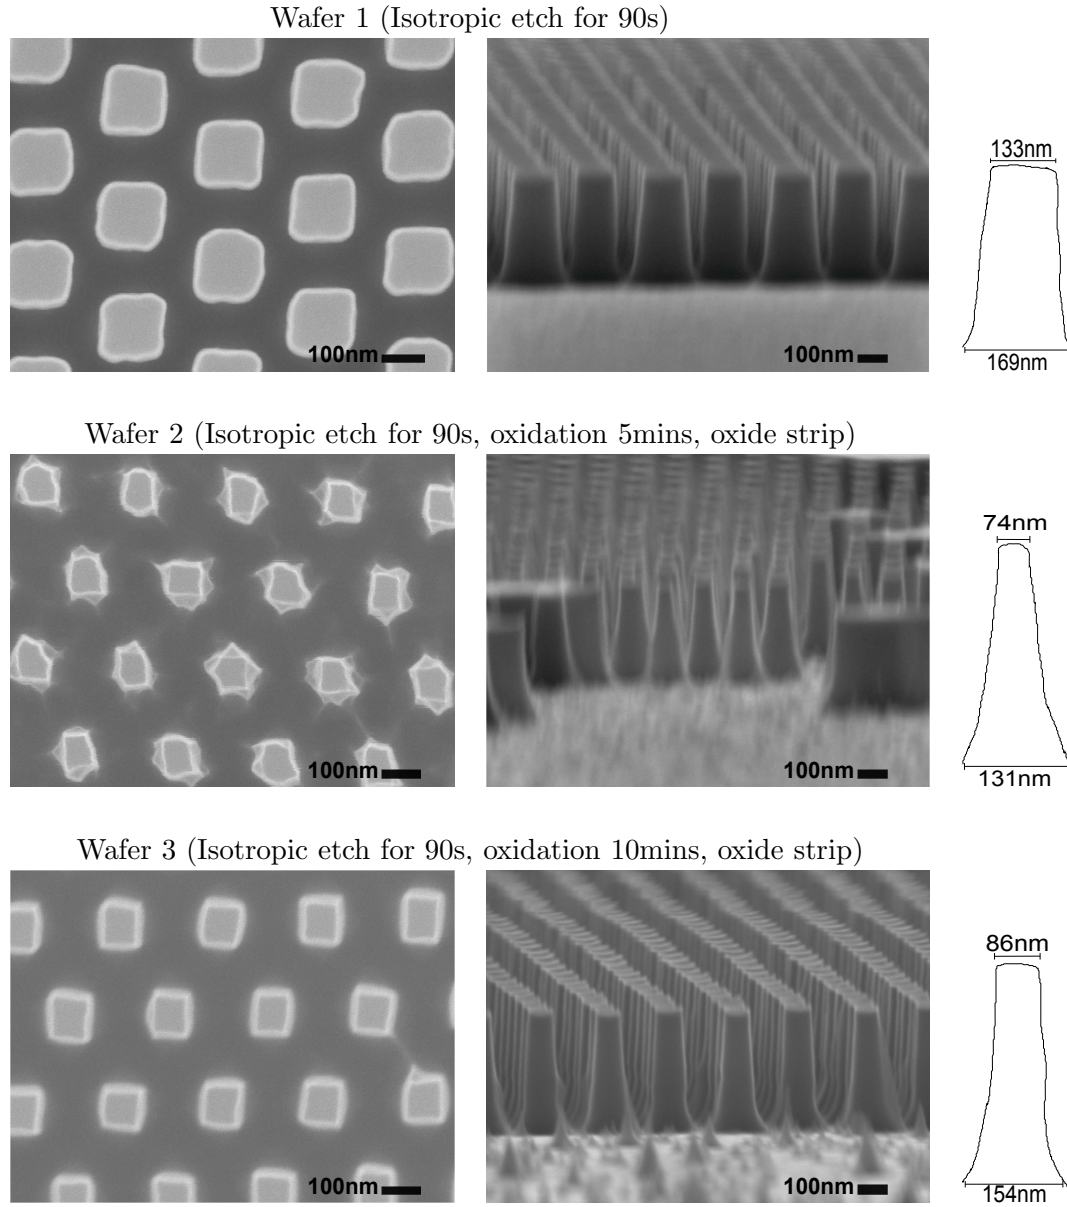 Wafer 1 (Isotropic etch for 90s)
133nm
100nm
100nm
169nm
Wafer 2 (Isotropic etch for 90s, oxidation 5mins, oxide strip)
74nm
100nm
100nm
131nm
Wafer 3 (Isotropic etch for 90s, oxidation 10mins, oxide strip)
86nm
100nm
100nm
154nm